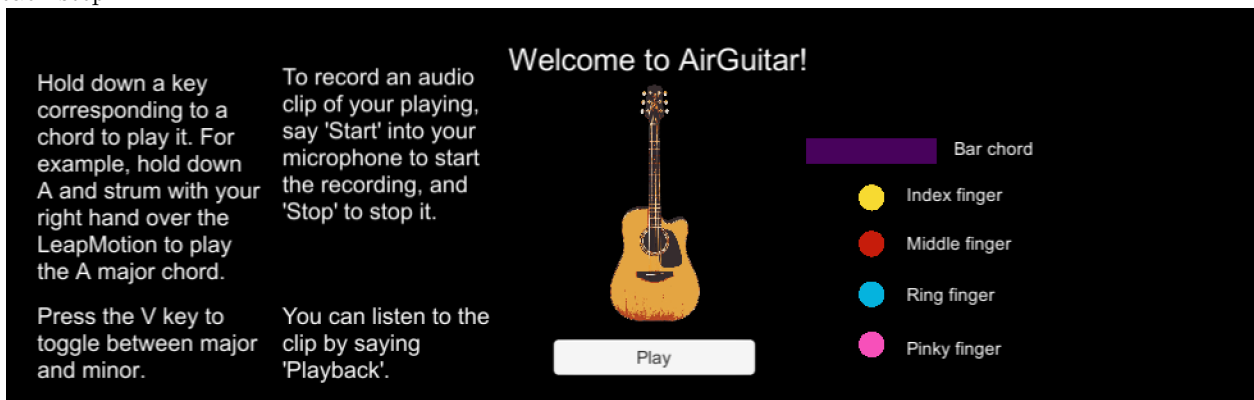 Welcome to AirGuitar!
Hold down a key
corresponding to a
chord to play it. For
example, hold down
A and strum with your
right hand over the
LeapMotion to play
the A major chord.
Press the V key to
toggle between major
and minor.
To record an audio
clip of your playing,
say 'Start' into your
microphone to start
the recording, and
'Stop' to stop it.
You can listen to the
clip by saying
'Playback'.
Play
Bar chord
Index finger
Middle finger
Ring finger
Pinky finger